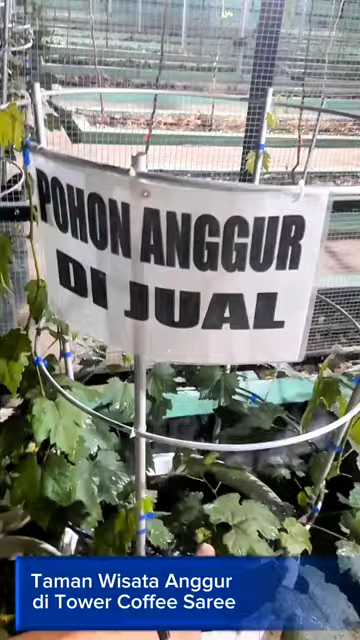 POHON ANGGUR
DI JUAL
Taman Wisata Anggur
di Tower Coffee Saree